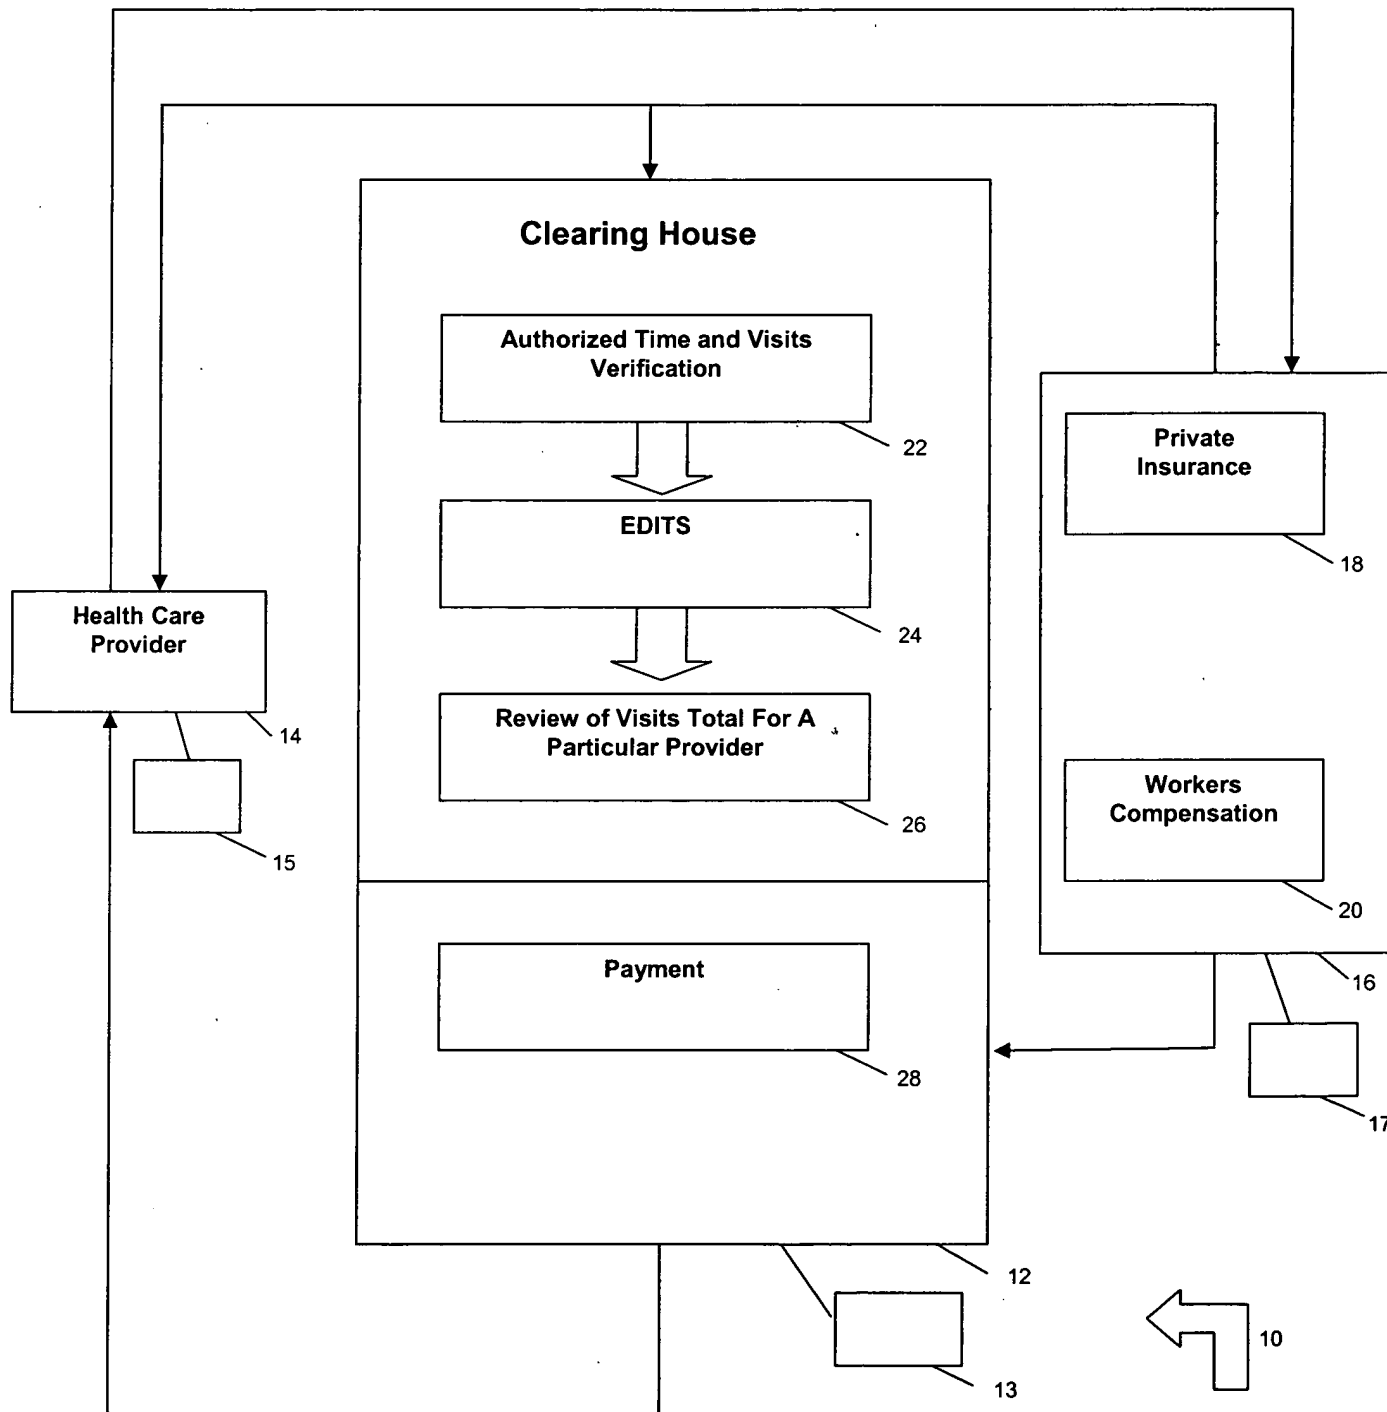 Clearing House
Authorized Time and Visits
Verification
22
EDITS
24
Review of Visits Total For A
Particular Provider
26
Payment
28
12
13
Health Care
Provider
14
15
Private
Insurance
18
Workers
Compensation
20
16
17
10